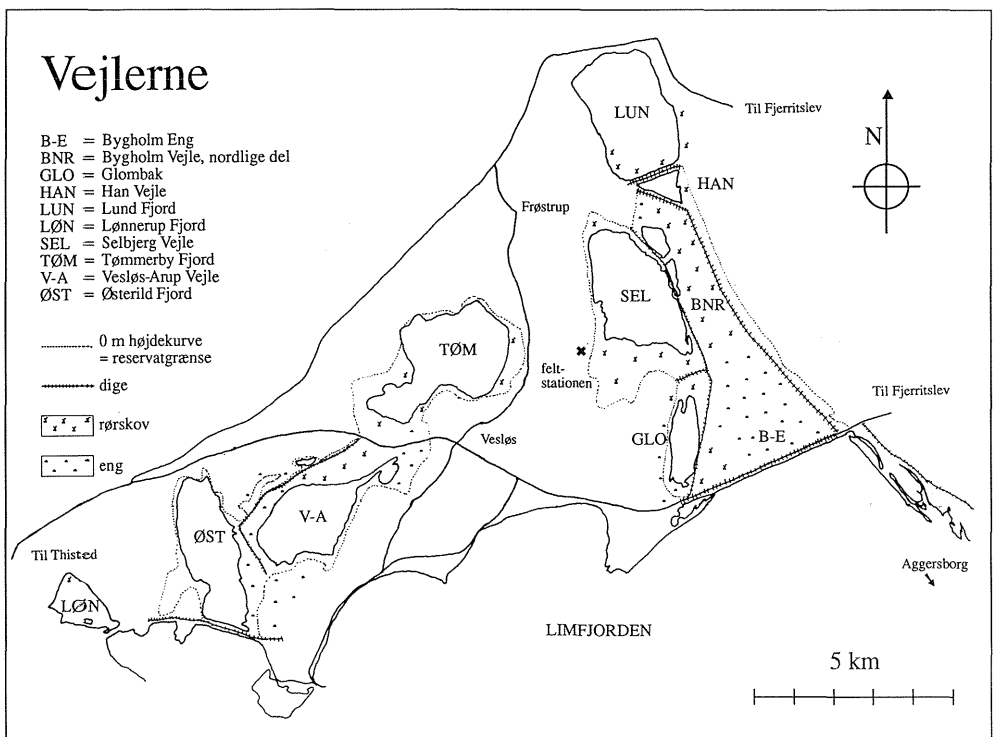 Vejlerne
B-E = Bygholm Eng
BNR = Bygholm Vejle, nordlige del
GLO = Glombak
HAN = Han Vejle
LUN = Lund Fjord
LØN = Lønnerup Fjord
SEL = Selbjerg Vejle
TØM = Tømmerby Fjord
V-A = Vesløs-Arup Vejle
ØST = Østerild Fjord
0 m højdekurve
= reservatgrænse
dige
rørskov
eng
LUN
Til Fjerritslev
N
HAN
Frøstrup
SEL
BNR
TØM
felt-
stationen
Til Fjerritslev
Vesløs
GLO
B-E
V-A
ØST
Til Thisted
LØN
Aggersborg
LIMFJORDEN
5 km